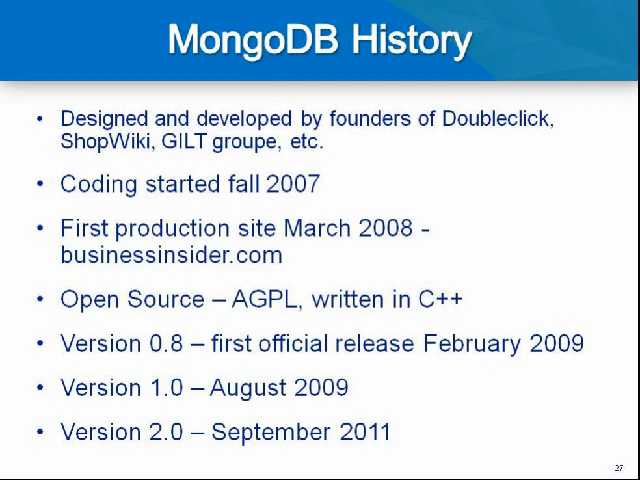 MongoDB History
• Designed and developed by founders of Doubleclick,
ShopWiki, GILT groupe, etc.
• Coding started fall 2007
• First production site March 2008 -
businessinsider.com
• Open Source – AGPL, written in C++
• Version 0.8 – first official release February 2009
• Version 1.0 – August 2009
• Version 2.0 – September 2011
27